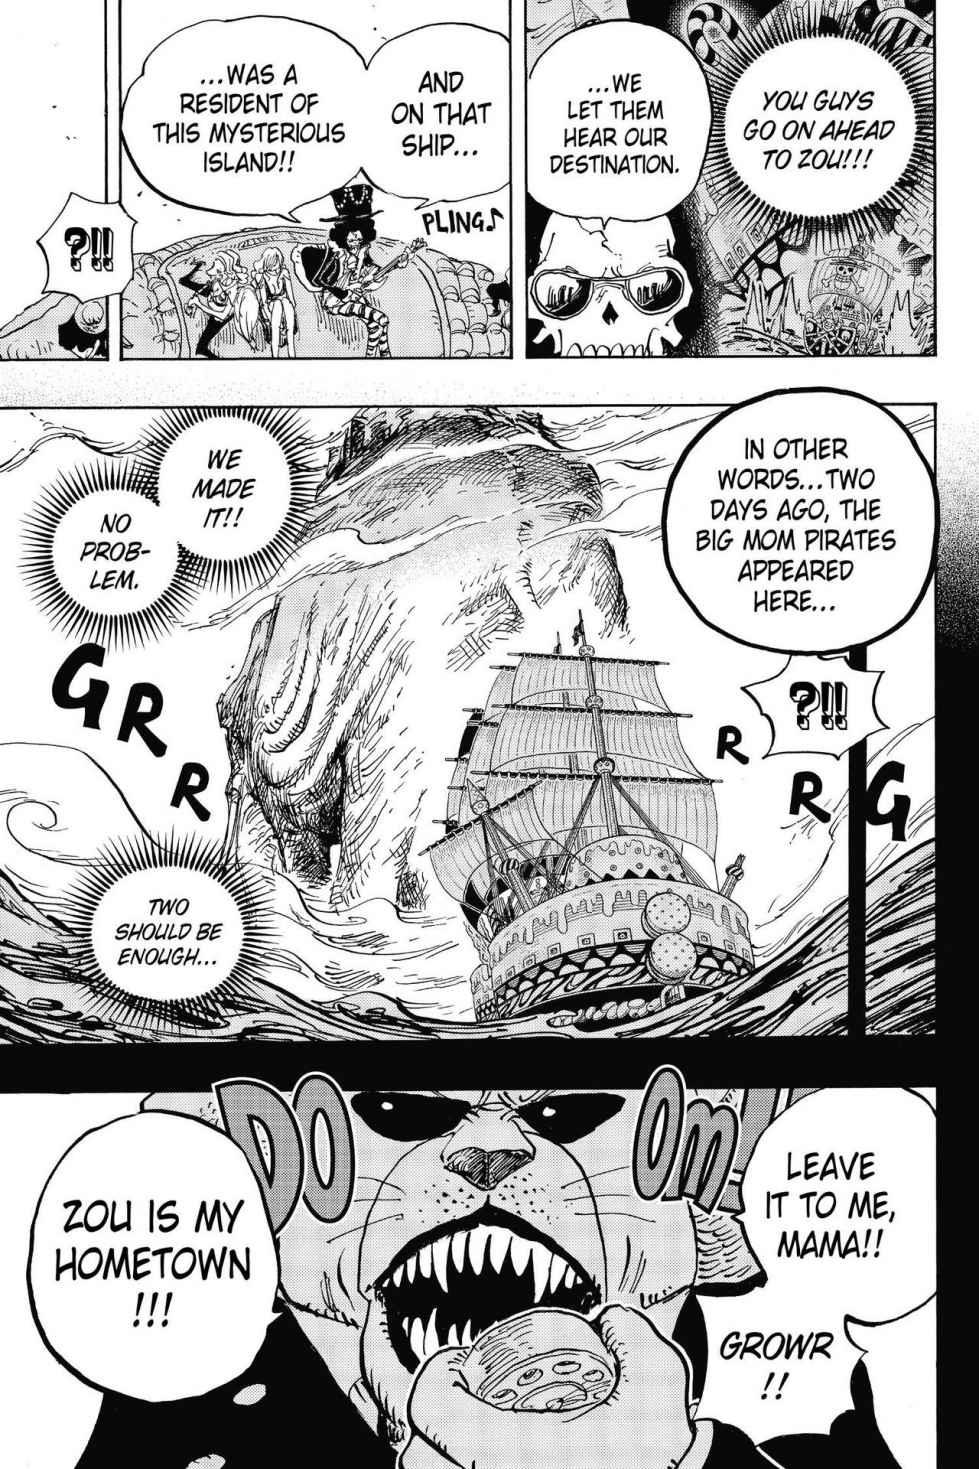 YOU GUYS
GO ON AHEAD
TO ZOU!!!
...WE
LET THEM
HEAR OUR
DESTINATION.
AND
ON THAT
SHIP...
...WAS A
RESIDENT OF
THIS MYSTERIOUS
ISLAND!!
PLING♪
?!!
IN OTHER
WORDS...TWO
DAYS AGO, THE
BIG MOM PIRATES
APPEARED
HERE...
?!!
WE
MADE
IT!!
NO
PROB-
LEM.
GRRR
GRR
TWO
SHOULD BE
ENOUGH...
DOOM!
LEAVE
IT TO ME,
MAMA!!
GROWR
!!
ZOU IS MY
HOMETOWN
!!!